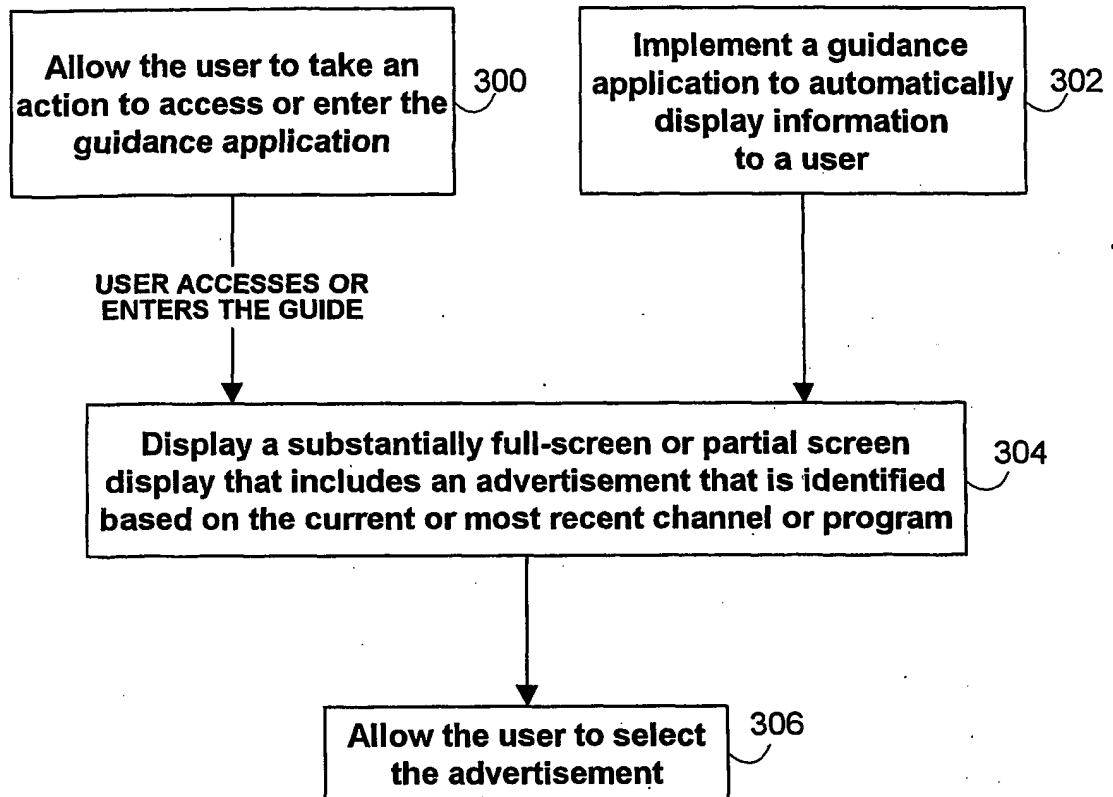 Allow the user to take an
action to access or enter the
guidance application
300
Implement a guidance
application to automatically
display information
to a user
302
USER ACCESSES OR
ENTERS THE GUIDE
Display a substantially full-screen or partial screen
display that includes an advertisement that is identified
based on the current or most recent channel or program
304
Allow the user to select
the advertisement
306